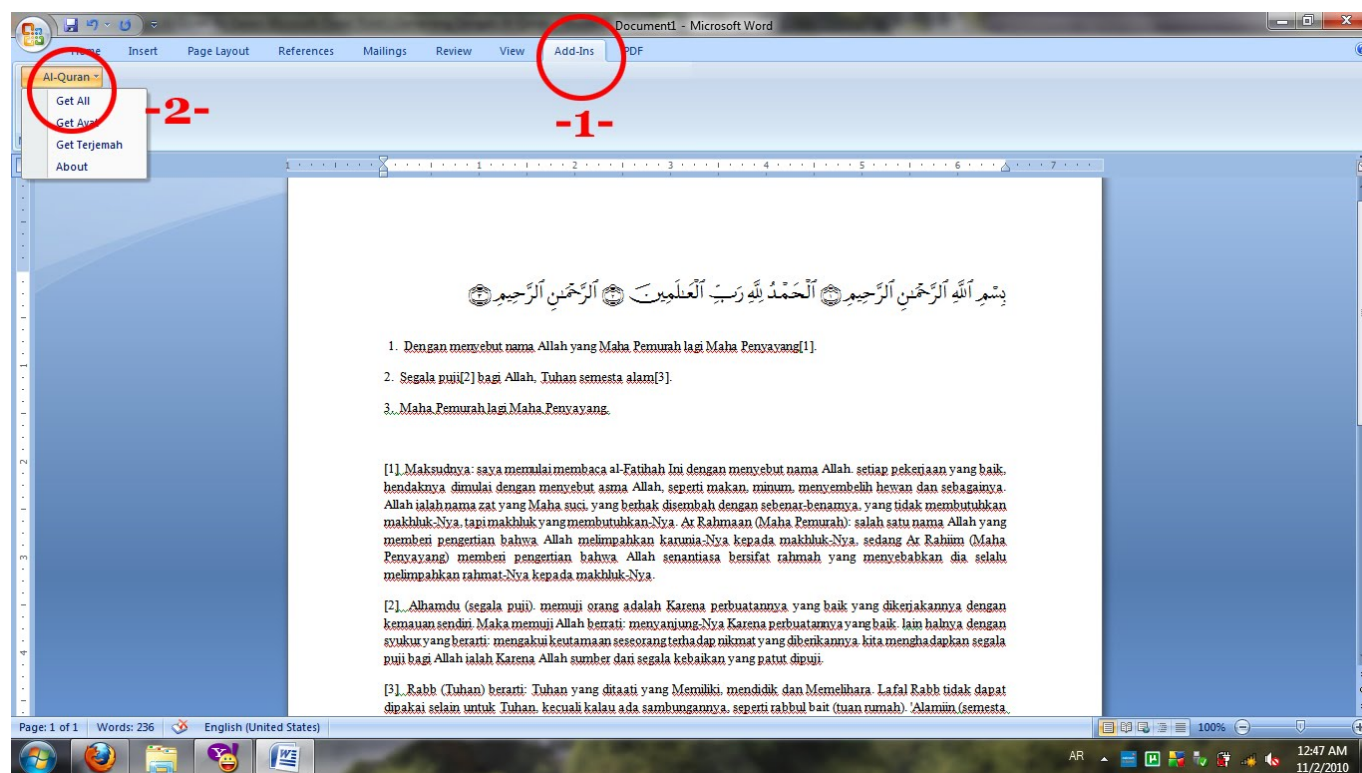 Document1 - Microsoft Word
Home Insert Page Layout References Mailings Review View Add-Ins PDF
Al-Quran
Get All
Get Ayat
Get Terjemah
About
-2-
-1-
1 1 2 3 4 5 6 7
بِسْمِ ٱللَّهِ ٱلرَّحْمَٰنِ ٱلرَّحِيمِ ﴿١﴾ ٱلْحَمْدُ لِلَّهِ رَبِّ ٱلْعَٰلَمِينَ ﴿٢﴾ ٱلرَّحْمَٰنِ ٱلرَّحِيمِ ﴿٣﴾
1. Dengan menyebut nama Allah yang Maha Pemurah lagi Maha Penyayang[1].
2. Segala puji[2] bagi Allah, Tuhan semesta alam[3].
3. Maha Pemurah lagi Maha Penyayang.
[1] Maksudnya: saya memulai membaca al-Fatihah Ini dengan menyebut nama Allah. setiap pekerjaan yang baik,
hendaknya dimulai dengan menyebut asma Allah, seperti makan, minum, menyembelih hewan dan sebagainya.
Allah ialah nama zat yang Maha suci, yang berhak disembah dengan sebenar-benarnya, yang tidak membutuhkan
makhluk-Nya, tapi makhluk yang membutuhkan-Nya. Ar Rahmaan (Maha Pemurah): salah satu nama Allah yang
memberi pengertian bahwa Allah melimpahkan karunia-Nya kepada makhluk-Nya, sedang Ar Rahiim (Maha
Penyayang) memberi pengertian bahwa Allah senantiasa bersifat rahmah yang menyebabkan dia selalu
melimpahkan rahmat-Nya kepada makhluk-Nya.
[2] Alhamdu (segala puji). memuji orang adalah Karena perbuatannya yang baik yang dikerjakannya dengan
kemauan sendiri. Maka memuji Allah berrati: menyanjung-Nya Karena perbuatannya yang baik. lain halnya dengan
syukur yang berarti: mengakui keutamaan seseorang terhadap nikmat yang diberikannya. kita menghadapkan segala
puji bagi Allah ialah Karena Allah sumber dari segala kebaikan yang patut dipuji.
[3] Rabb (Tuhan) berarti: Tuhan yang ditaati yang Memiliki, mendidik dan Memelihara. Lafal Rabb tidak dapat
dipakai selain untuk Tuhan, kecuali kalau ada sambungannya, seperti rabbul bait (tuan rumah). 'Alamiin (semesta
Page: 1 of 1 Words: 236 English (United States) 100%
AR 12:47 AM
11/2/2010